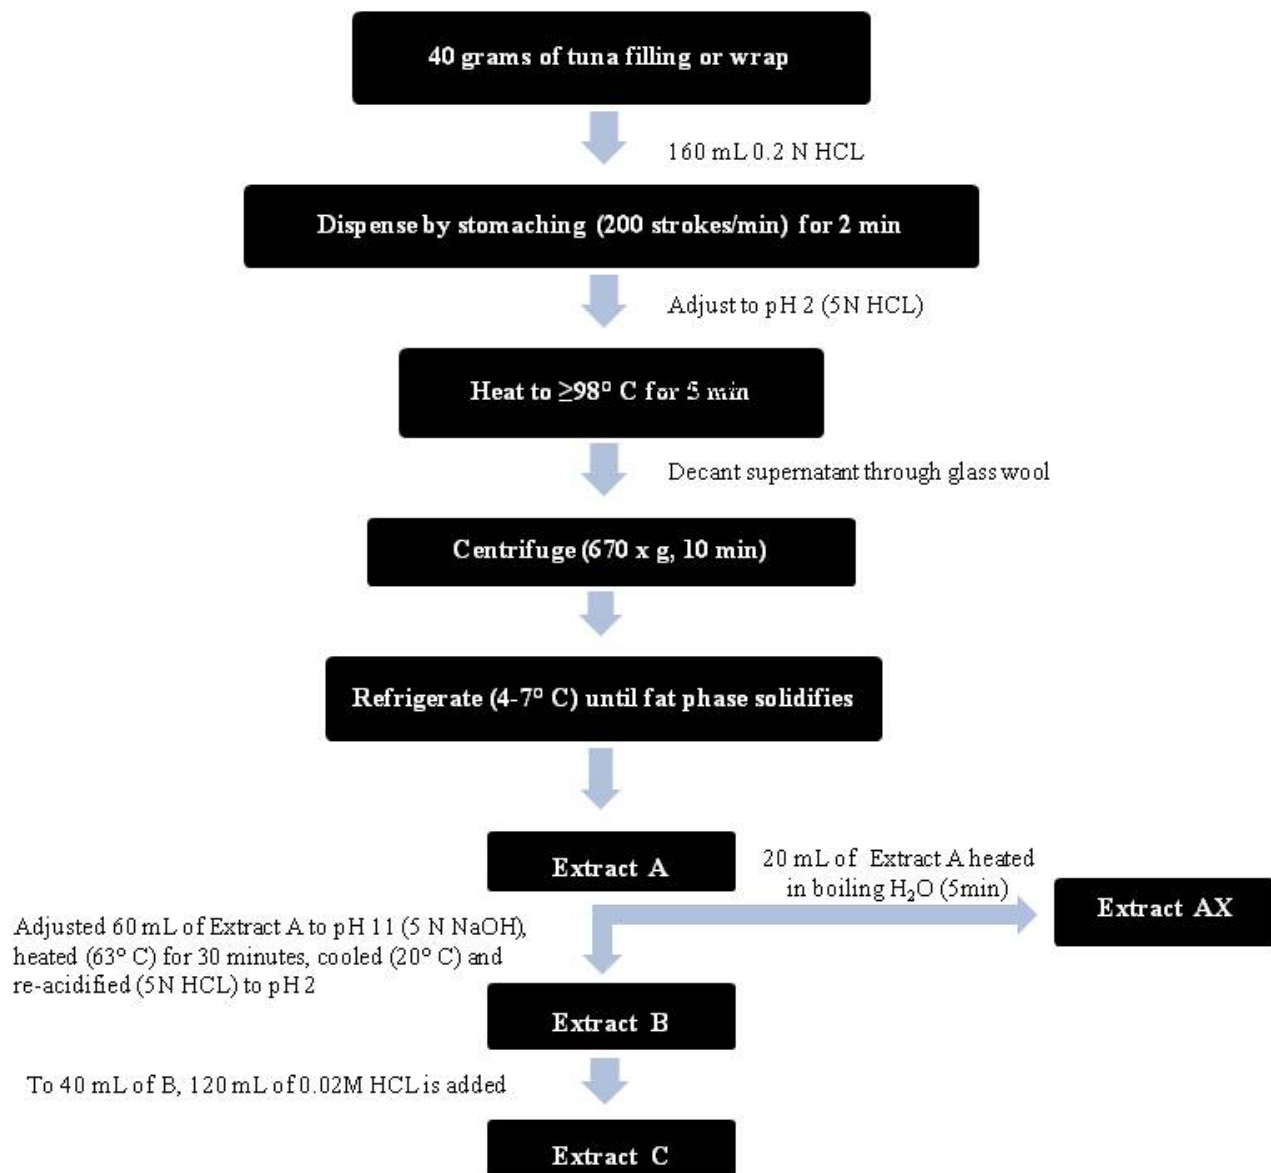 40 grams of tuna filling or wrap
160 mL 0.2 N HCL
Dispense by stomaching (200 strokes/min) for 2 min
Adjust to pH 2 (5N HCL)
Heat to ≥98° C for 5 min
Decant supernatant through glass wool
Centrifuge (670 x g, 10 min)
Refrigerate (4-7° C) until fat phase solidifies
Extract A
20 mL of Extract A heated
in boiling H₂O (5min)
Extract AX
Adjusted 60 mL of Extract A to pH 11 (5 N NaOH),
heated (63° C) for 30 minutes, cooled (20° C) and
re-acidified (5N HCL) to pH 2
Extract B
To 40 mL of B, 120 mL of 0.02M HCL is added
Extract C